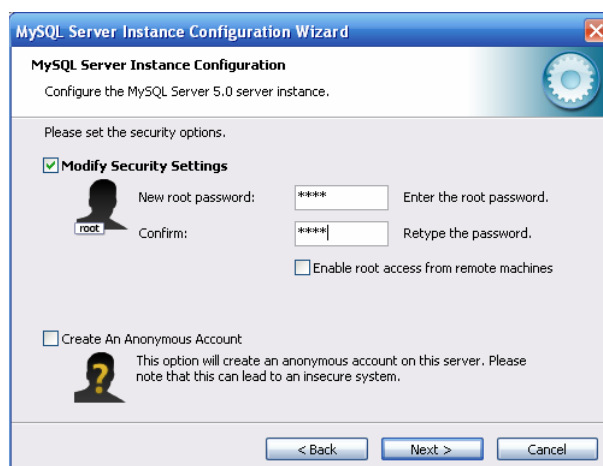 MySQL Server Instance Configuration Wizard
MySQL Server Instance Configuration
Configure the MySQL Server 5.0 server instance.
Please set the security options.
Modify Security Settings
New root password: **** Enter the root password.
root
Confirm: **** Retype the password.
Enable root access from remote machines
Create An Anonymous Account
This option will create an anonymous account on this server. Please
note that this can lead to an insecure system.
< Back Next > Cancel